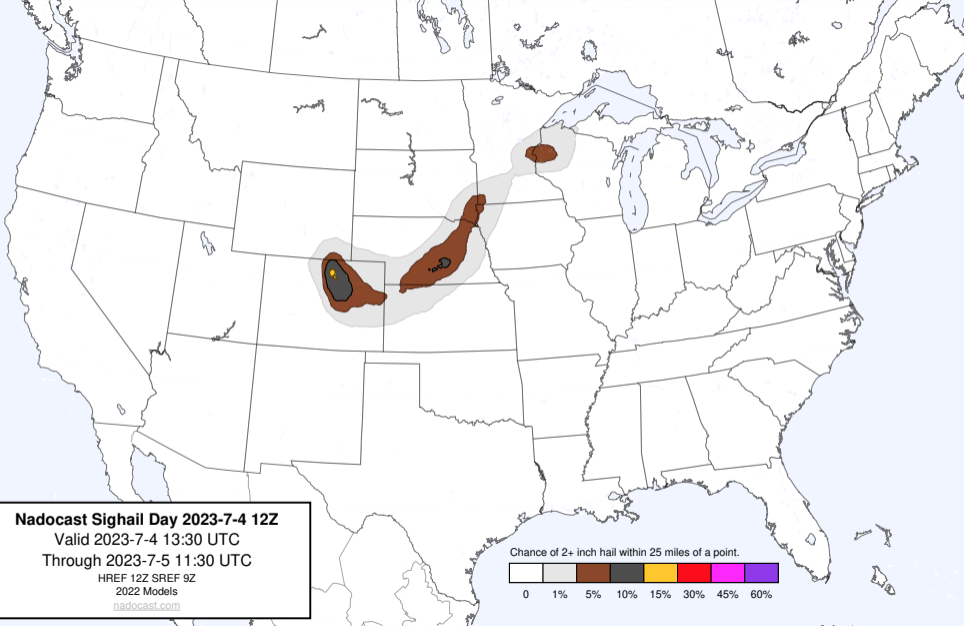 Nadocast Sighail Day 2023-7-4 12Z
Valid 2023-7-4 13:30 UTC
Through 2023-7-5 11:30 UTC
HREF 12Z SREF 9Z
2022 Models
nadocast.com
Chance of 2+ inch hail within 25 miles of a point.
0 1% 5% 10% 15% 30% 45% 60%